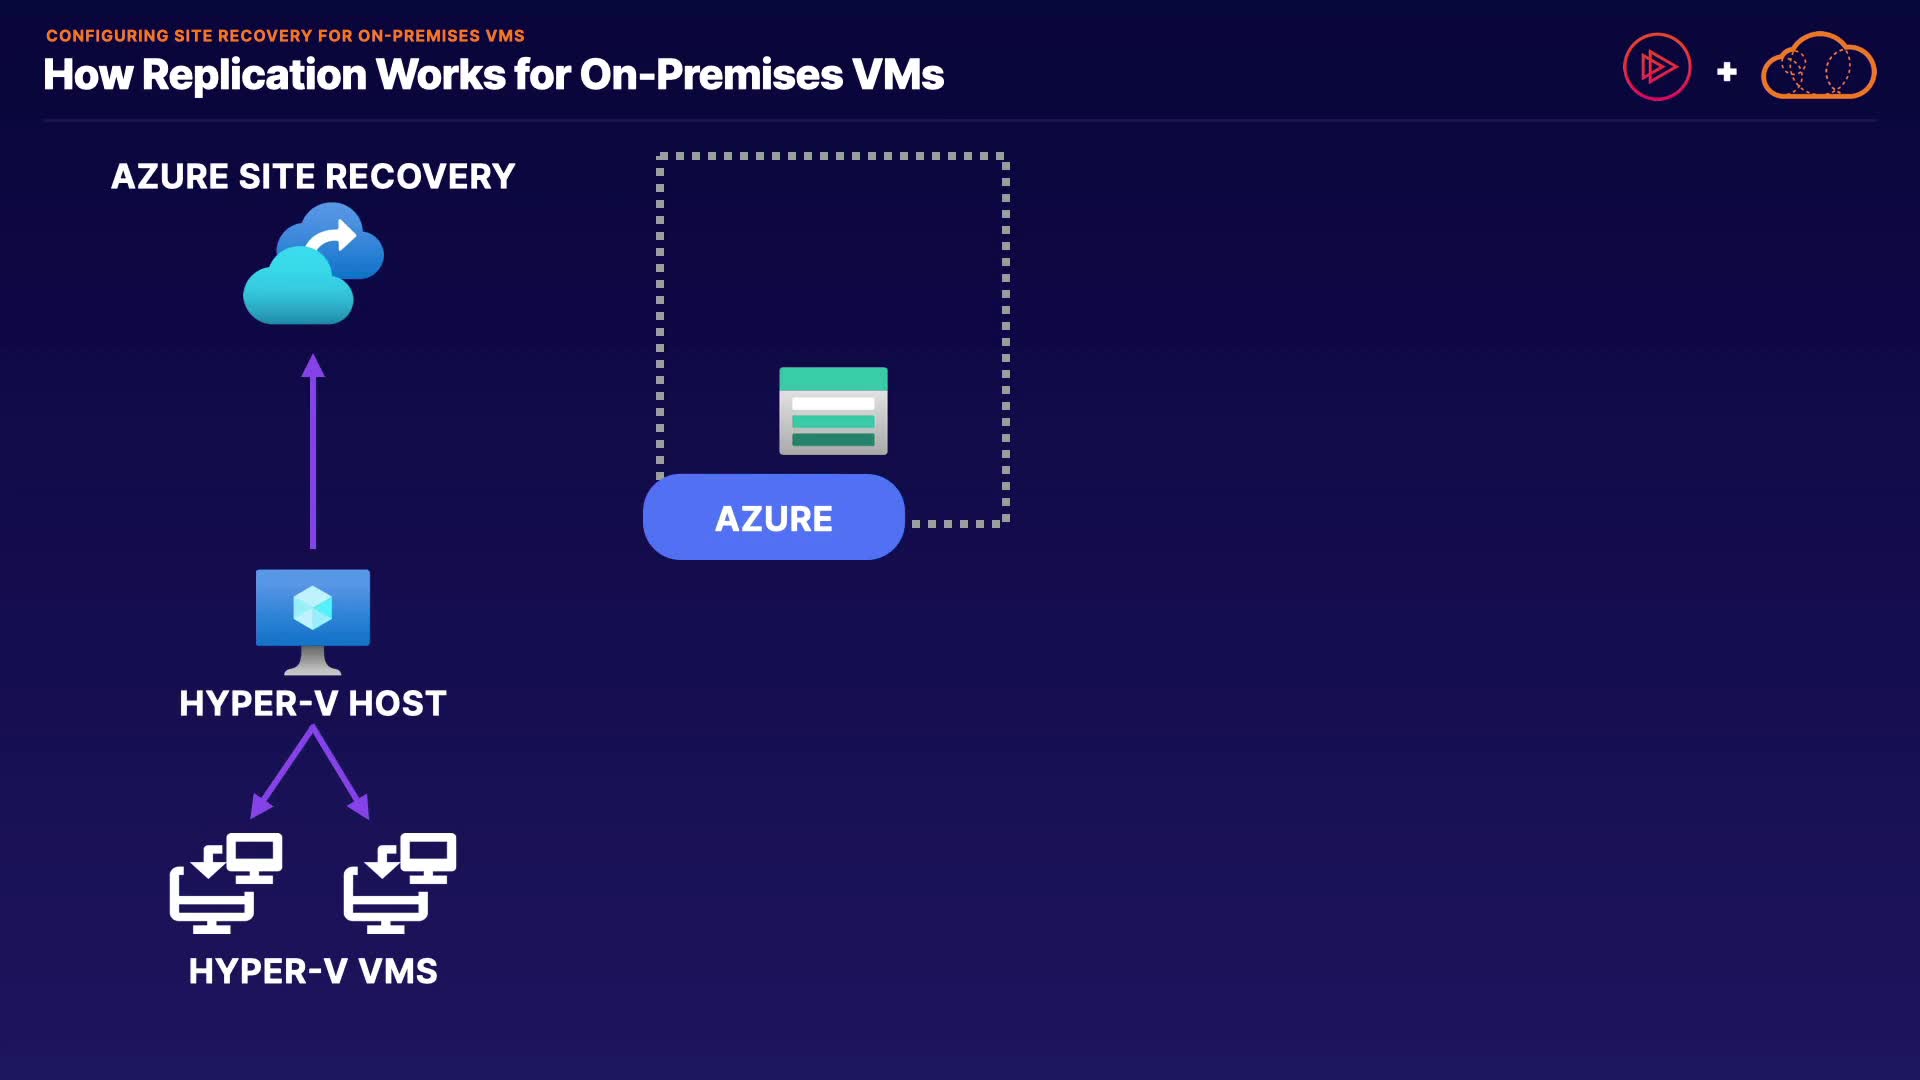 CONFIGURING SITE RECOVERY FOR ON-PREMISES VMS
How Replication Works for On-Premises VMs
AZURE SITE RECOVERY
AZURE
HYPER-V HOST
HYPER-V VMS